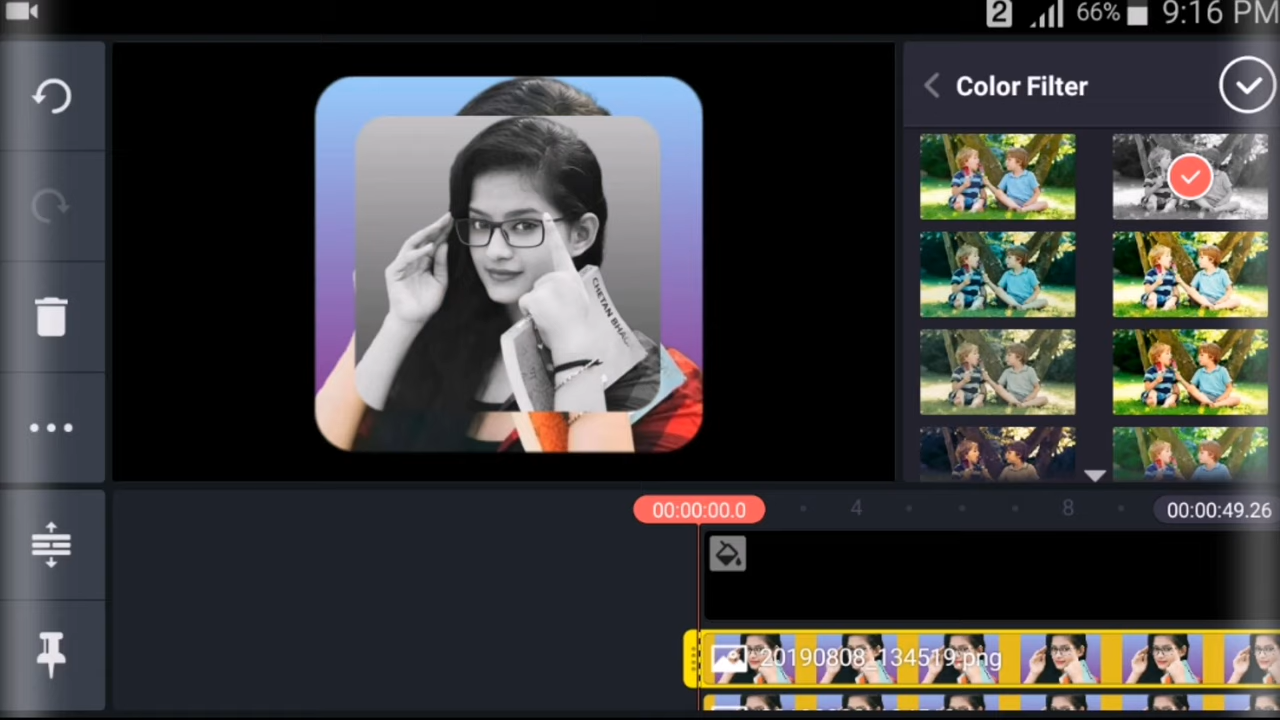 2 66% 9:16 PM
Color Filter
CHETAN BHAG
00:00:00.0 4 8 00:00:49.26
20190808_134519.png